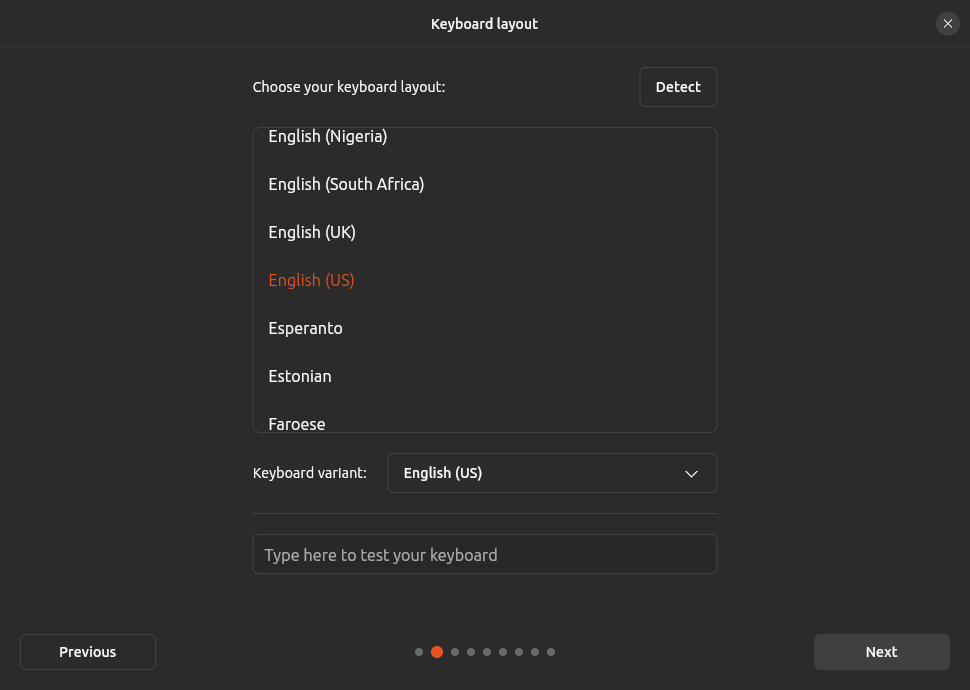 Keyboard layout
Choose your keyboard layout:
Detect
English (Nigeria)
English (South Africa)
English (UK)
English (US)
Esperanto
Estonian
Faroese
Keyboard variant:
English (US)
Type here to test your keyboard
Previous
Next